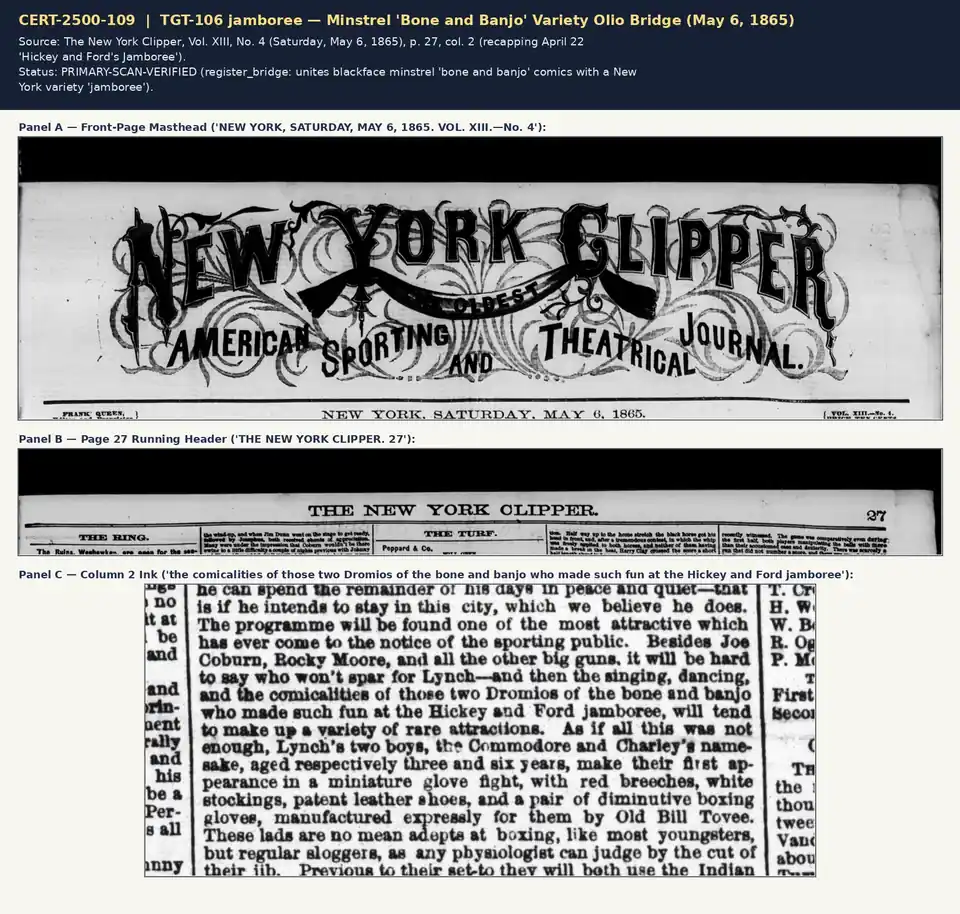 CERT-2500-109 | TGT-106 jamboree — Minstrel 'Bone and Banjo' Variety Olio Bridge (May 6, 1865)
Source: The New York Clipper, Vol. XIII, No. 4 (Saturday, May 6, 1865), p. 27, col. 2 (recapping April 22
'Hickey and Ford's Jamboree').
Status: PRIMARY-SCAN-VERIFIED (register_bridge: unites blackface minstrel 'bone and banjo' comics with a New
York variety 'jamboree').
Panel A — Front-Page Masthead ('NEW YORK, SATURDAY, MAY 6, 1865. VOL. XIII.—No. 4'):
NEW YORK CLIPPER
OLDEST
AMERICAN SPORTING AND THEATRICAL JOURNAL.
FRANK QUEEN,
NEW YORK, SATURDAY, MAY 6, 1865.
VOL. XIII.—No. 4.
Panel B — Page 27 Running Header ('THE NEW YORK CLIPPER. 27'):
THE NEW YORK CLIPPER.
27
THE RING.
THE TURF.
Peppard & Co.
Panel C — Column 2 Ink ('the comicalities of those two Dromios of the bone and banjo who made such fun at the Hickey and Ford jamboree'):
he can spend the remainder of his days in peace and quiet—that
is if he intends to stay in this city, which we believe he does.
The programme will be found one of the most attractive which
has ever come to the notice of the sporting public. Besides Joe
Coburn, Rocky Moore, and all the other big guns, it will be hard
to say who won't spar for Lynch—and then the singing, dancing,
and the comicalities of those two Dromios of the bone and banjo
who made such fun at the Hickey and Ford jamboree, will tend
to make up a variety of rare attractions. As if all this was not
enough, Lynch's two boys, the Commodore and Charley's name-
sake, aged respectively three and six years, make their first ap-
pearance in a miniature glove fight, with red breeches, white
stockings, patent leather shoes, and a pair of diminutive boxing
gloves, manufactured expressly for them by Old Bill Tovee.
These lads are no mean adepts at boxing, like most youngsters,
but regular sloggers, as any physiologist can judge by the cut of
their jib. Previous to their set-to they will both use the Indian